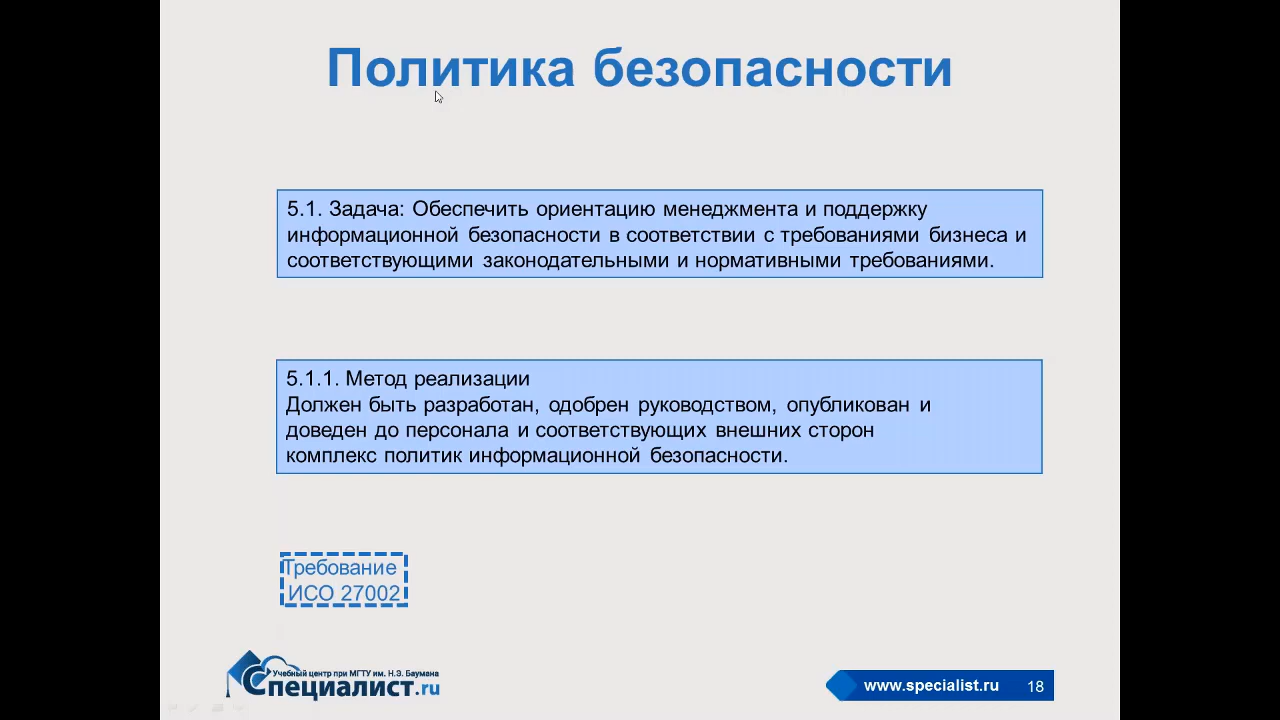 Политика безопасности
5.1. Задача: Обеспечить ориентацию менеджмента и поддержку
информационной безопасности в соответствии с требованиями бизнеса и
соответствующими законодательными и нормативными требованиями.
5.1.1. Метод реализации
Должен быть разработан, одобрен руководством, опубликован и
доведен до персонала и соответствующих внешних сторон
комплекс политик информационной безопасности.
Требование
ИСО 27002
Учебный центр при МГТУ им. Н.Э. Баумана
Специалист.ru
www.specialist.ru 18